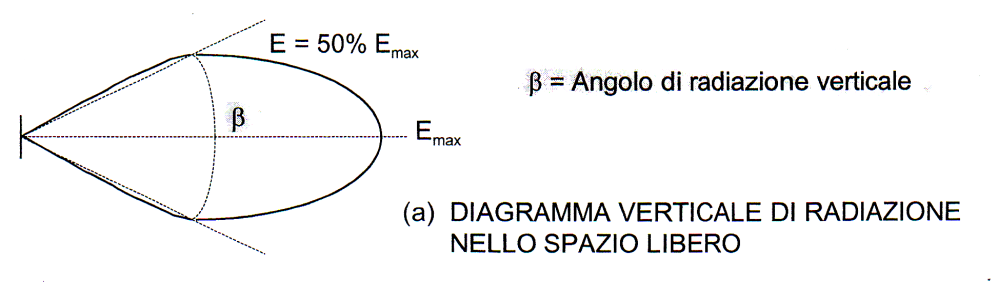 E = 50% Emax
β = Angolo di radiazione verticale
β
Emax
(a) DIAGRAMMA VERTICALE DI RADIAZIONE
NELLO SPAZIO LIBERO